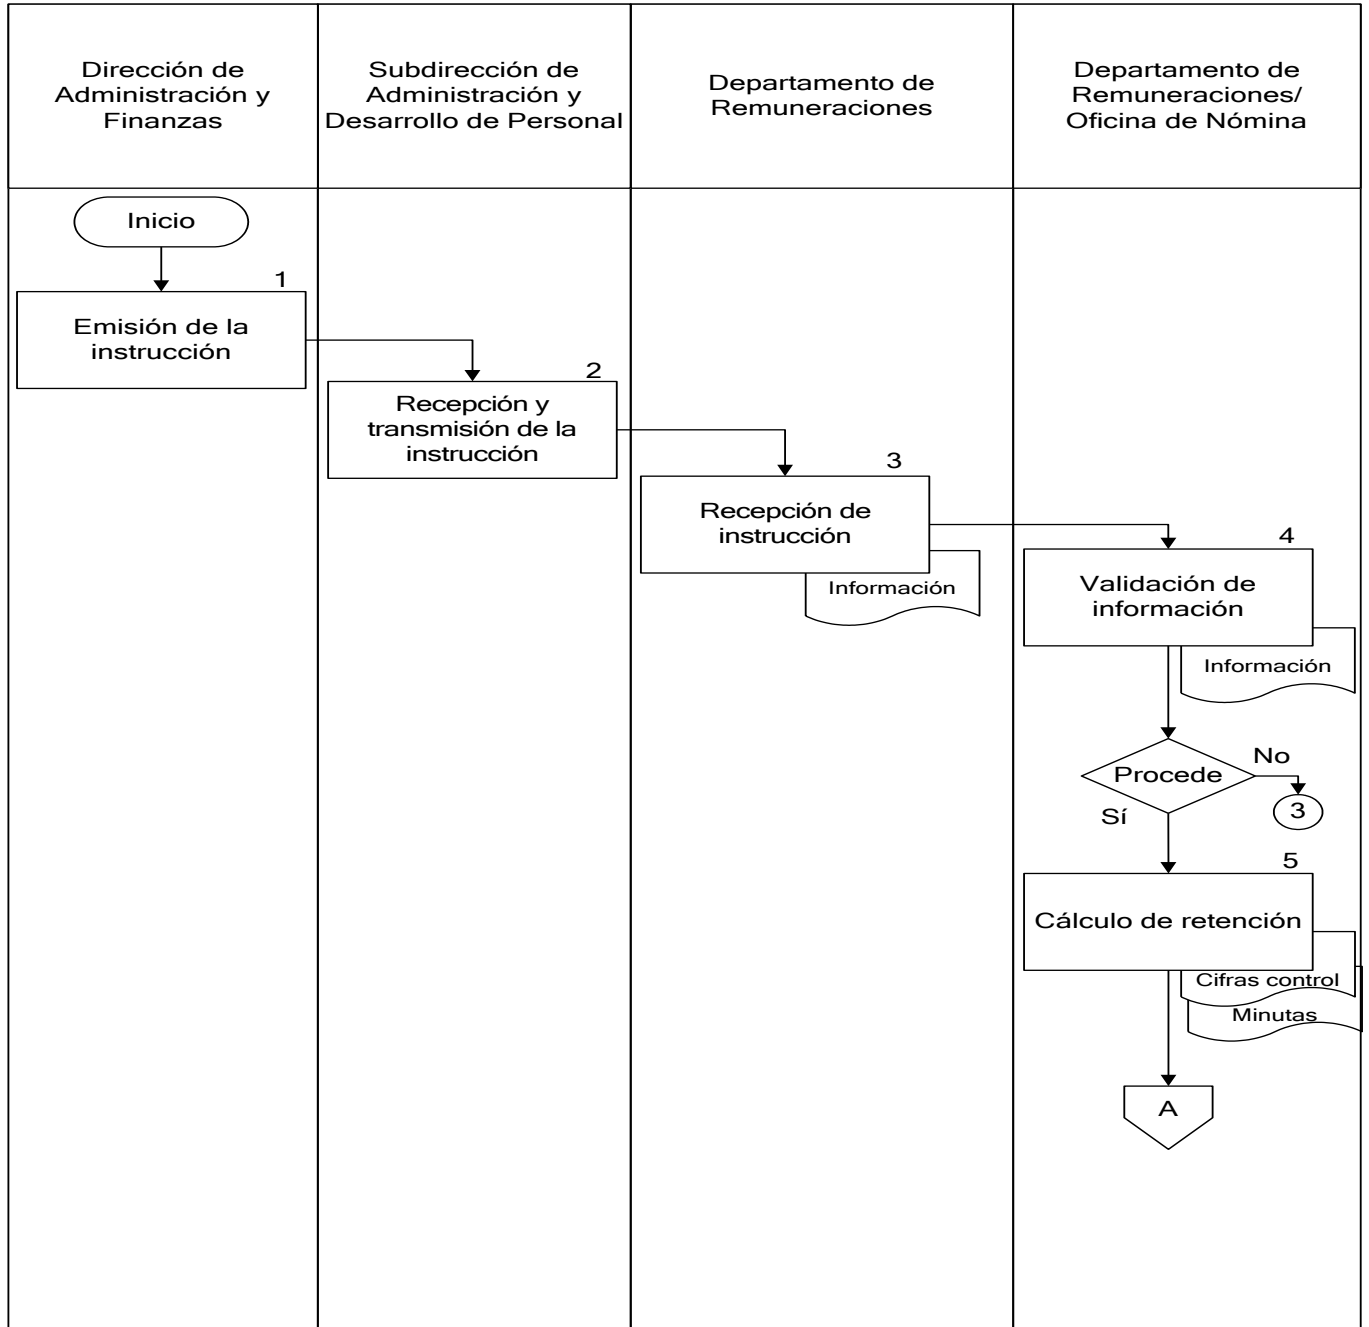 Dirección de
Administración y
Finanzas
Subdirección de
Administración y
Desarrollo de Personal
Departamento de
Remuneraciones
Departamento de
Remuneraciones/
Oficina de Nómina
Inicio
1
Emisión de la
instrucción
2
Recepción y
transmisión de la
instrucción
3
Recepción de
instrucción
Información
4
Validación de
información
Información
Procede
No
3
Sí
5
Cálculo de retención
Cifras control
Minutas
A